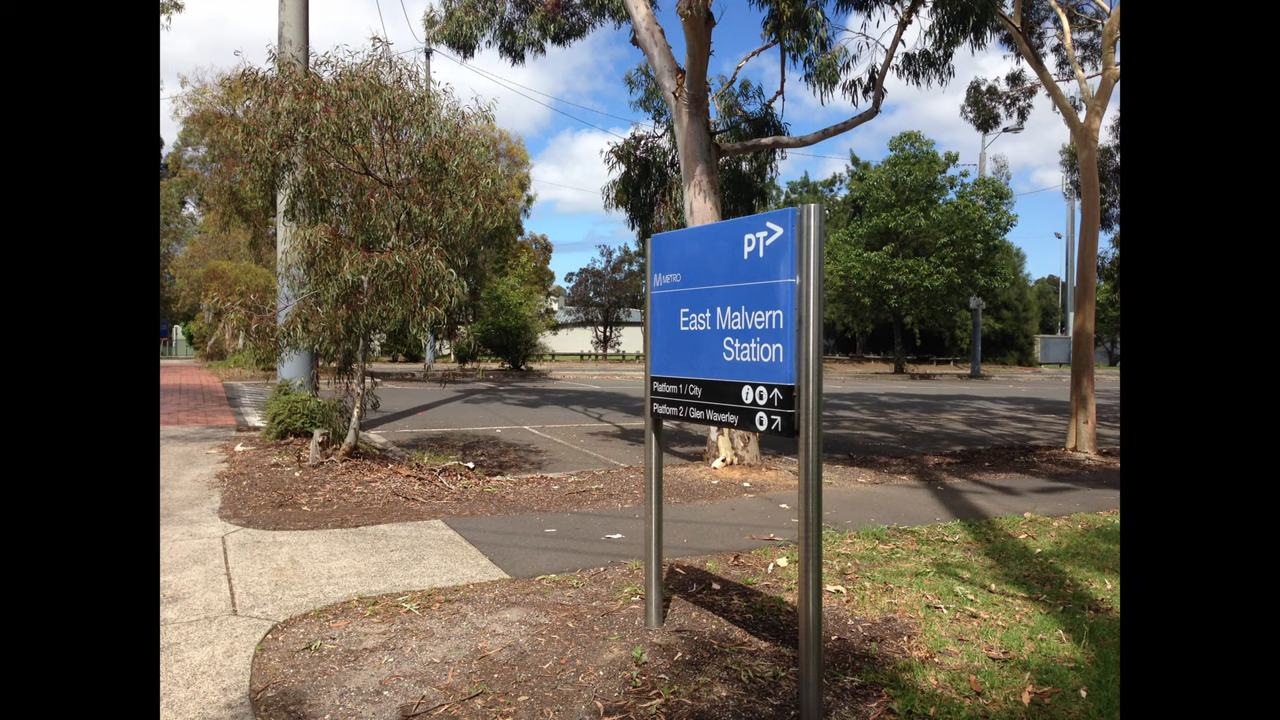 PT>
METRO
East Malvern
Station
Platform 1 / City
Platform 2 / Glen Waverley